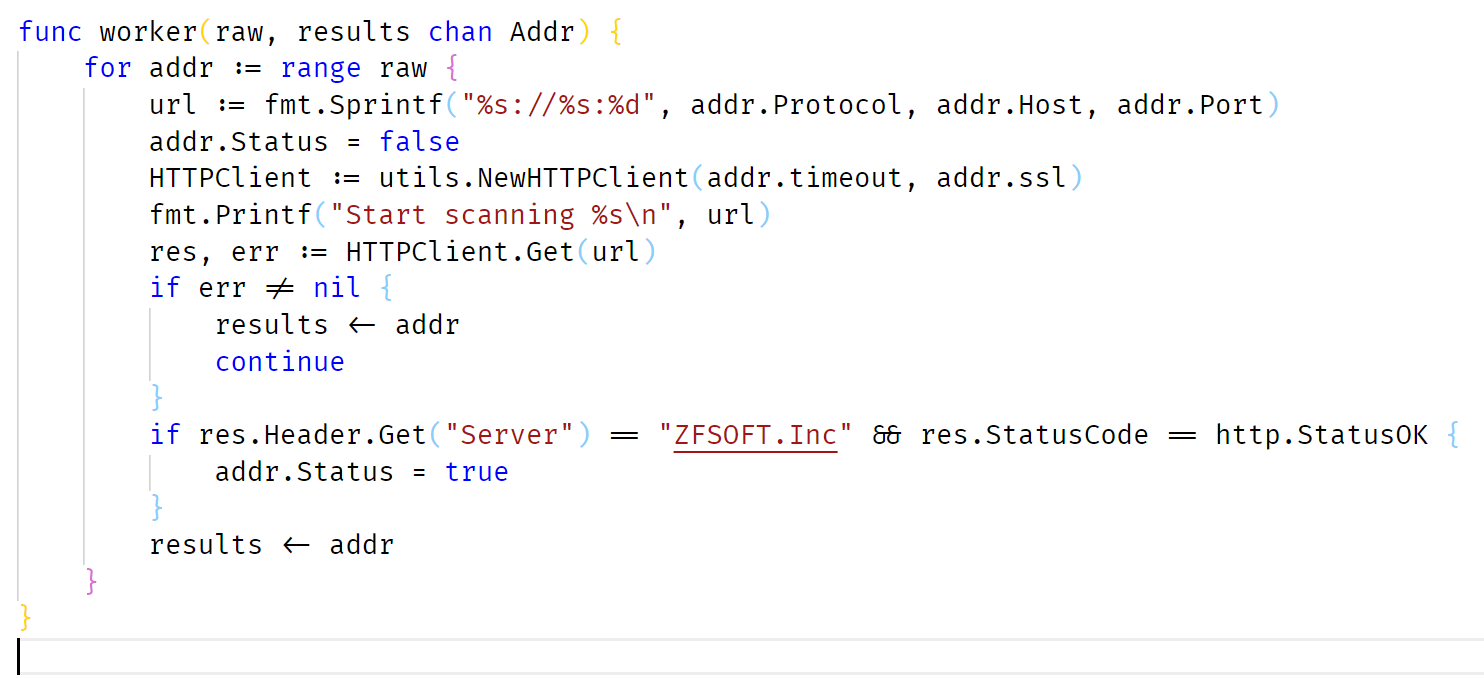 func worker(raw, results chan Addr) {
    for addr := range raw {
        url := fmt.Sprintf("%s://%s:%d", addr.Protocol, addr.Host, addr.Port)
        addr.Status = false
        HTTPClient := utils.NewHTTPClient(addr.timeout, addr.ssl)
        fmt.Printf("Start scanning %s\n", url)
        res, err := HTTPClient.Get(url)
        if err != nil {
            results <- addr
            continue
        }
        if res.Header.Get("Server") == "ZFSOFT.Inc" && res.StatusCode == http.StatusOK {
            addr.Status = true
        }
        results <- addr
    }
}